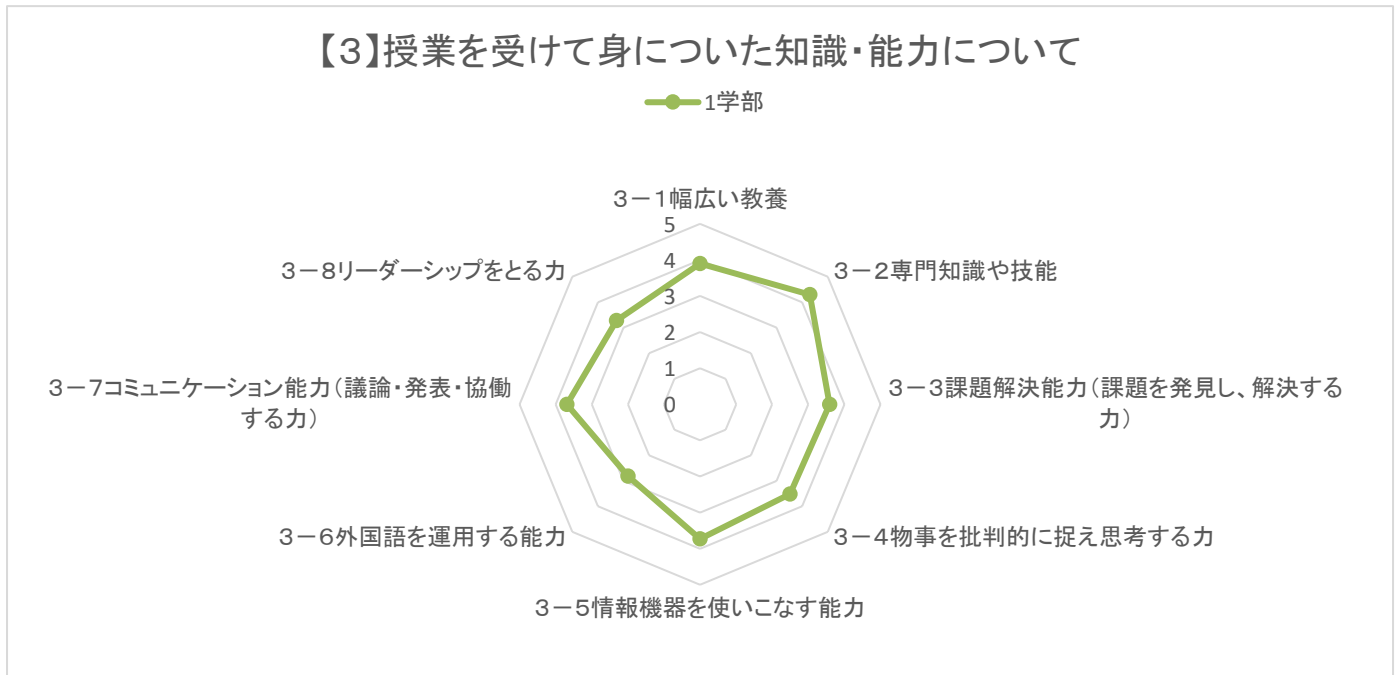 【3】授業を受けて身についた知識・能力について
1学部
3－1幅広い教養
5
4
3
2
1
0
3－2専門知識や技能
3－3課題解決能力（課題を発見し、解決する
力）
3－4物事を批判的に捉え思考する力
3－5情報機器を使いこなす能力
3－6外国語を運用する能力
3－7コミュニケーション能力（議論・発表・協働
する力）
3－8リーダーシップをとる力